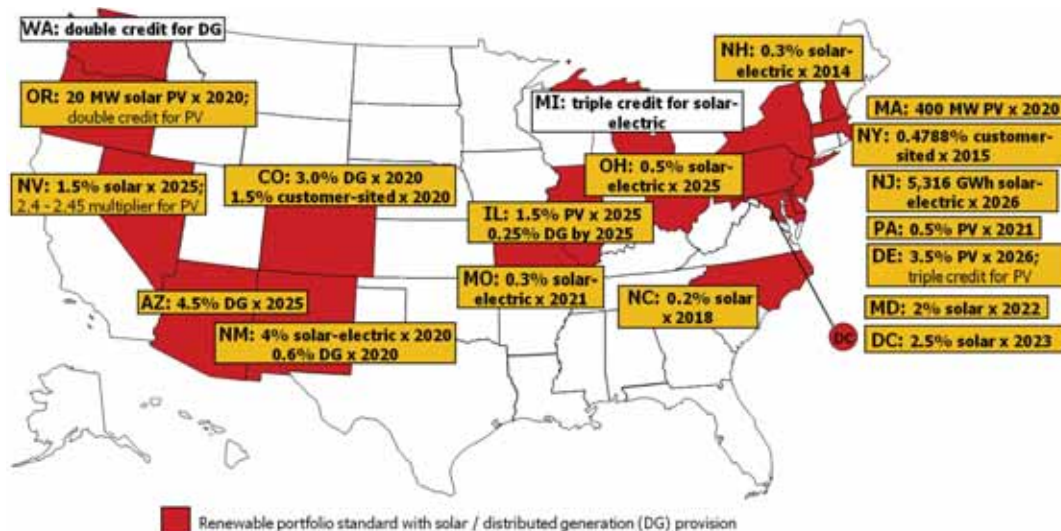 WA: double credit for DG
OR: 20 MW solar PV x 2020;
double credit for PV
NV: 1.5% solar x 2025;
2.4 - 2.45 multiplier for PV
CO: 3.0% DG x 2020
1.5% customer-sited x 2020
AZ: 4.5% DG x 2025
NM: 4% solar-electric x 2020
0.6% DG x 2020
MI: triple credit for solar-
electric
OH: 0.5% solar-
electric x 2025
IL: 1.5% PV x 2025
0.25% DG by 2025
MO: 0.3% solar-
electric x 2021
NC: 0.2% solar
x 2018
NH: 0.3% solar-
electric x 2014
MA: 400 MW PV x 2020
NY: 0.4788% customer-
sited x 2015
NJ: 5,316 GWh solar-
electric x 2026
PA: 0.5% PV x 2021
DE: 3.5% PV x 2026;
triple credit for PV
MD: 2% solar x 2022
DC: 2.5% solar x 2023
DC
Renewable portfolio standard with solar / distributed generation (DG) provision